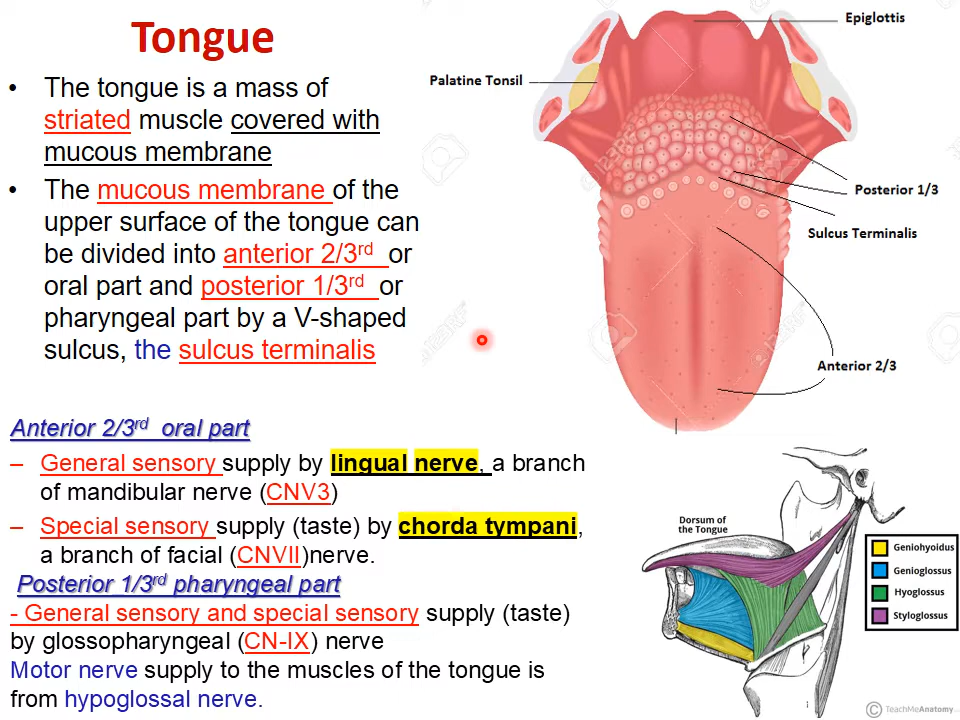 Tongue
• The tongue is a mass of
striated muscle covered with
mucous membrane
• The mucous membrane of the
upper surface of the tongue can
be divided into anterior 2/3rd or
oral part and posterior 1/3rd or
pharyngeal part by a V-shaped
sulcus, the sulcus terminalis
Anterior 2/3rd oral part
– General sensory supply by lingual nerve, a branch
of mandibular nerve (CNV3)
– Special sensory supply (taste) by chorda tympani,
a branch of facial (CNVII)nerve.
Posterior 1/3rd pharyngeal part
- General sensory and special sensory supply (taste)
by glossopharyngeal (CN-IX) nerve
Motor nerve supply to the muscles of the tongue is
from hypoglossal nerve.
Epiglottis
Palatine Tonsil
Posterior 1/3
Sulcus Terminalis
Anterior 2/3
Dorsum of
the Tongue
Geniohyoidus
Genioglossus
Hyoglossus
Styloglossus
© TeachMeAnatomy